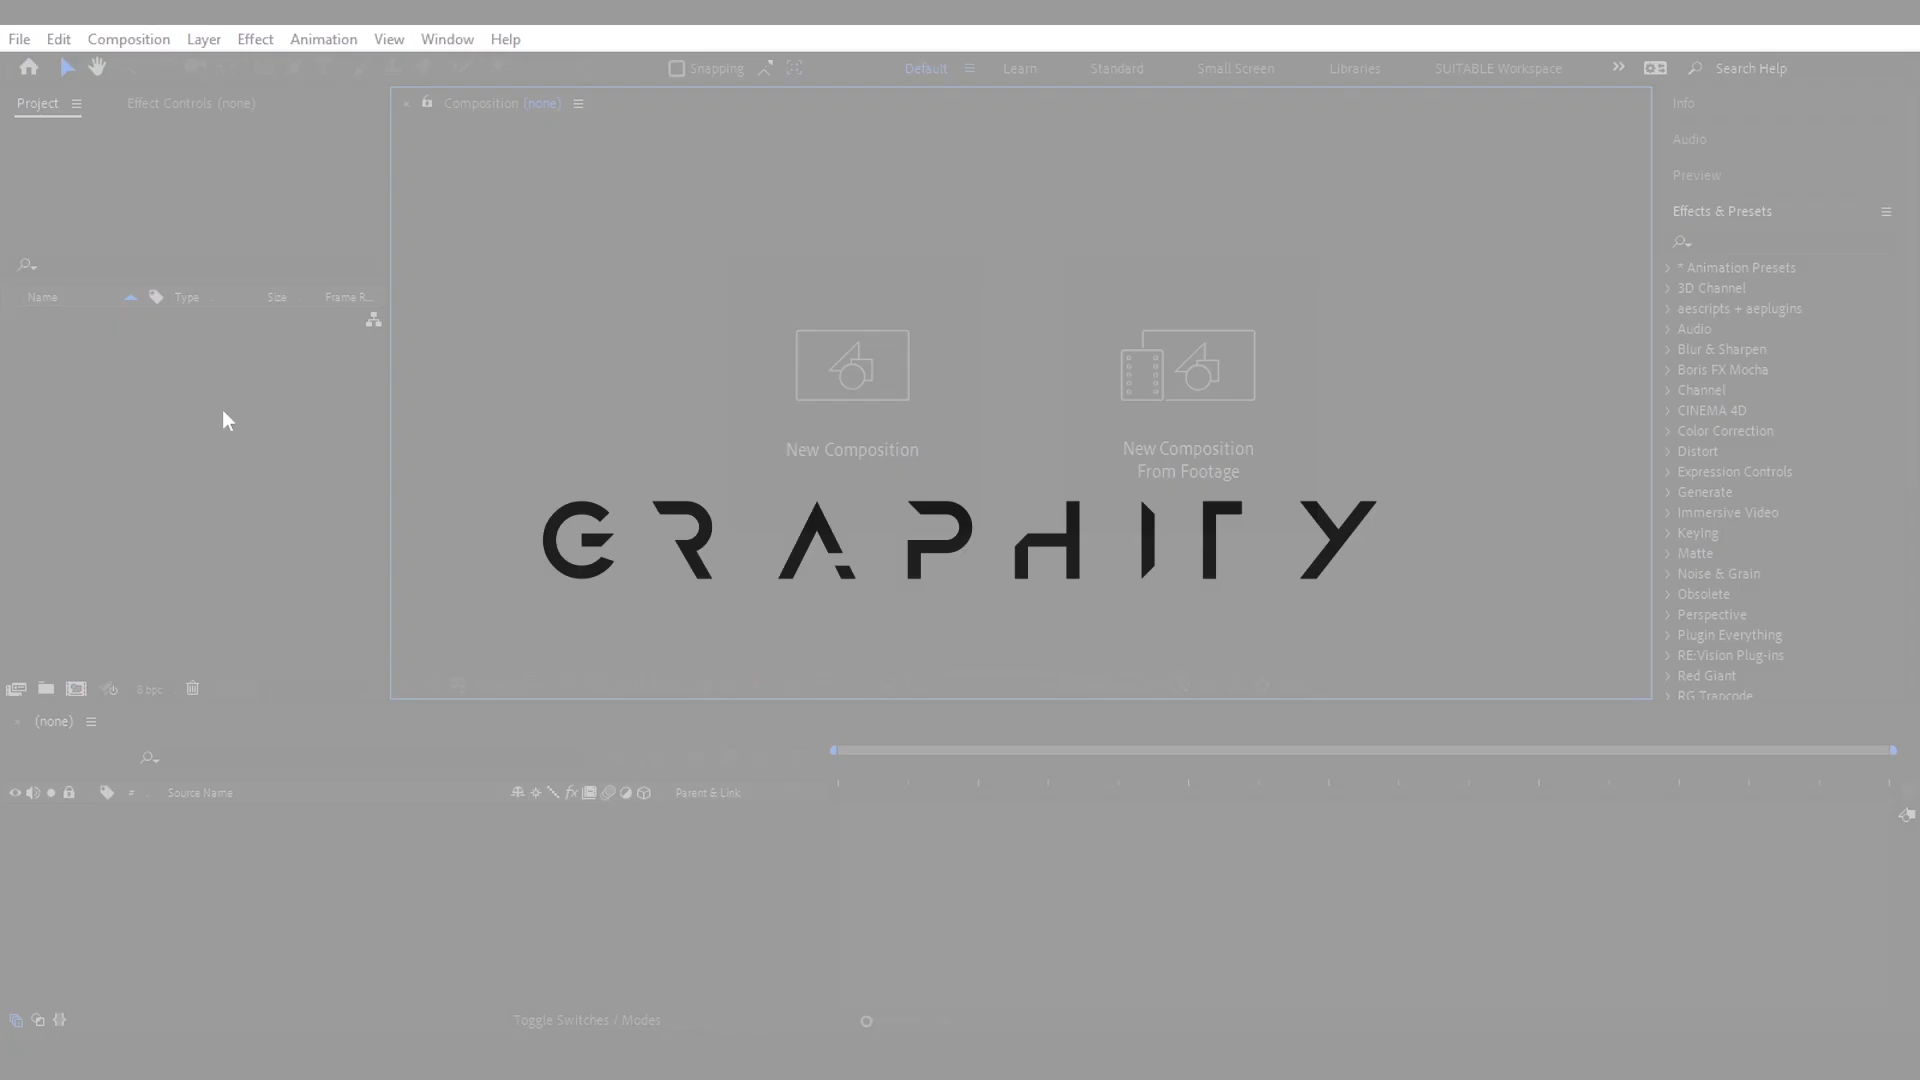 File Edit Composition Layer Effect Animation View Window Help
Snapping Default Learn Standard Small Screen Libraries SUITABLE Workspace Search Help
Project Effect Controls (none)
Composition (none)
Info
Audio
Preview
Effects & Presets
Name Type Size Frame R...
* Animation Presets
3D Channel
aescripts + aeplugins
Audio
Blur & Sharpen
Boris FX Mocha
Channel
CINEMA 4D
Color Correction
Distort
Expression Controls
Generate
Immersive Video
Keying
Matte
Noise & Grain
Obsolete
Perspective
Plugin Everything
RE:Vision Plug-ins
Red Giant
RG Trapcode
New Composition
New Composition
From Footage
GRAPHITY
8 bpc
(none)
# Source Name fx Parent & Link
Toggle Switches / Modes